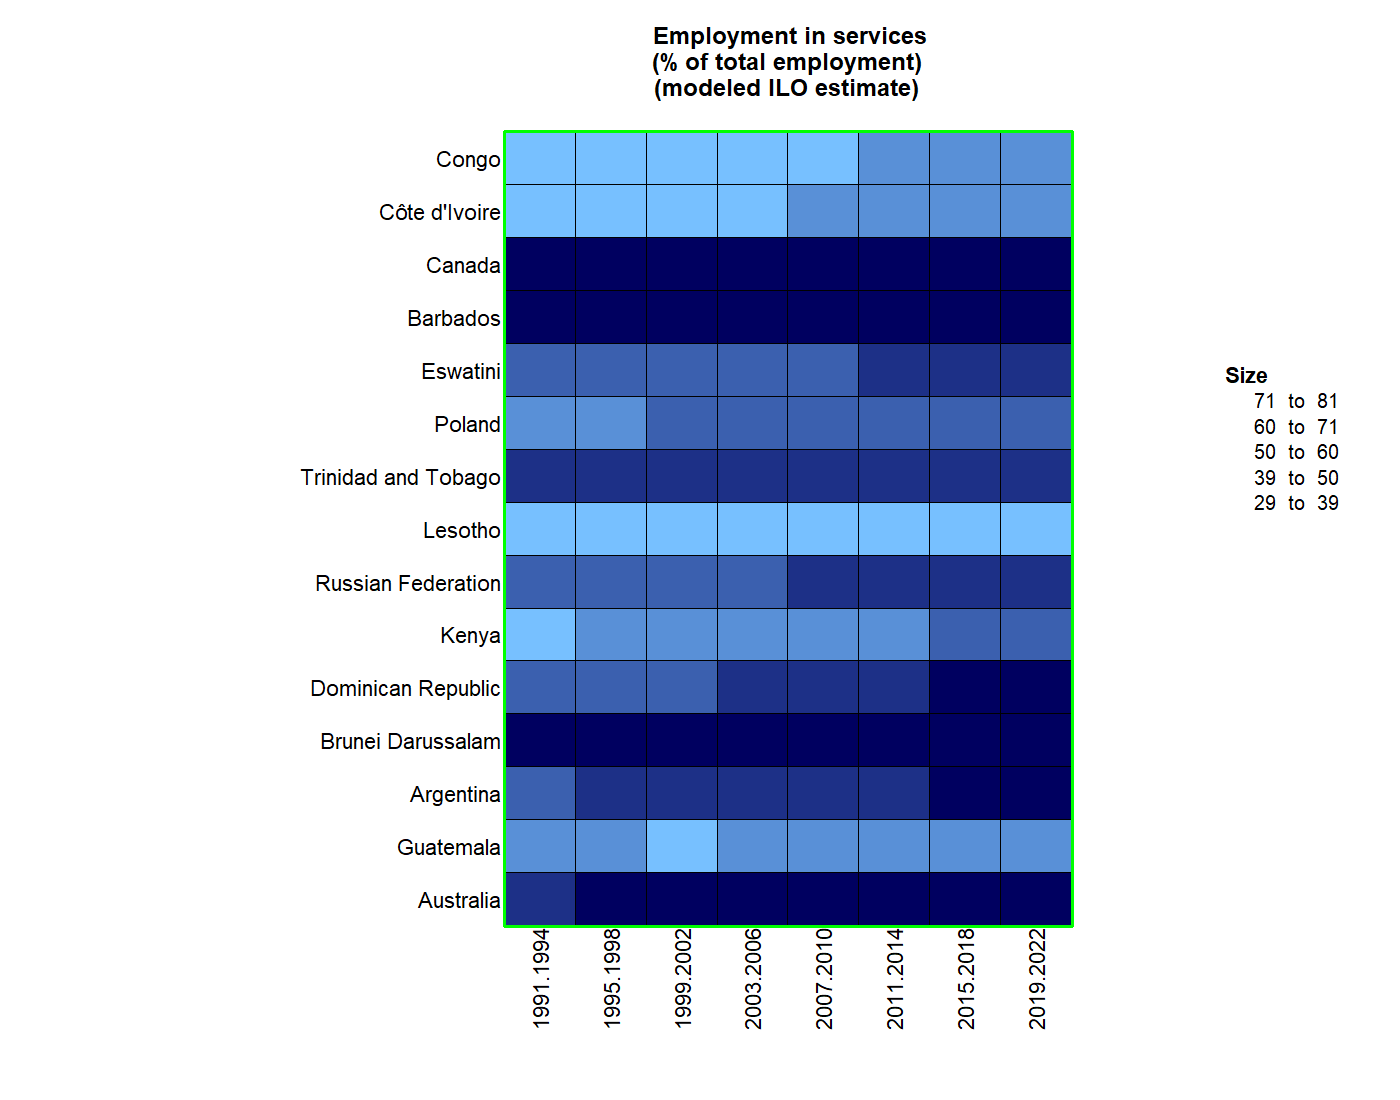 Employment in services
(% of total employment)
(modeled ILO estimate)
Congo
Côte d'Ivoire
Canada
Barbados
Eswatini
Poland
Trinidad and Tobago
Lesotho
Russian Federation
Kenya
Dominican Republic
Brunei Darussalam
Argentina
Guatemala
Australia
1991.1994
1995.1998
1999.2002
2003.2006
2007.2010
2011.2014
2015.2018
2019.2022
Size
71 to 81
60 to 71
50 to 60
39 to 50
29 to 39